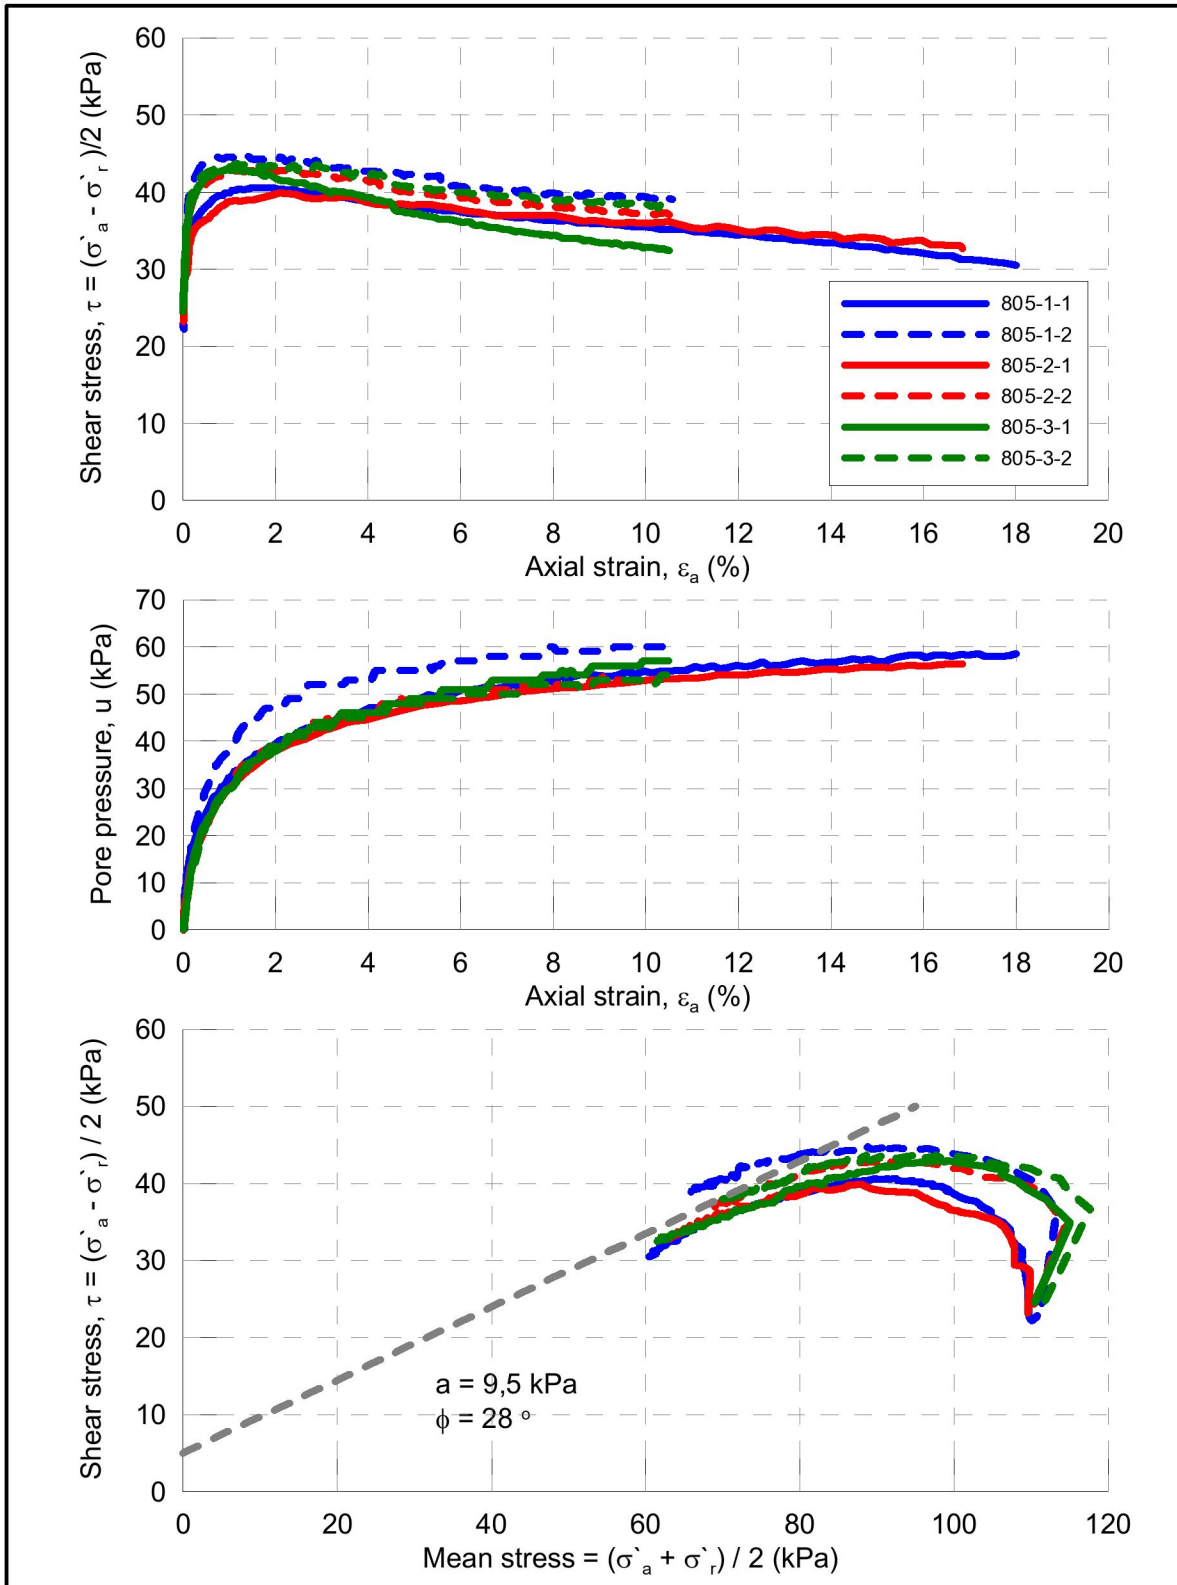 60
50
40
30
20
10
0
Shear stress, τ = (σ`a - σ`r )/2 (kPa)
805-1-1
805-1-2
805-2-1
805-2-2
805-3-1
805-3-2
0 2 4 6 8 10 12 14 16 18 20
Axial strain, εa (%)
70
60
50
40
30
20
10
0
Pore pressure, u (kPa)
0 2 4 6 8 10 12 14 16 18 20
Axial strain, εa (%)
60
50
40
30
20
10
0
Shear stress, τ = (σ`a - σ`r) / 2 (kPa)
a = 9,5 kPa
ϕ = 28 °
0 20 40 60 80 100 120
Mean stress = (σ`a + σ`r) / 2 (kPa)